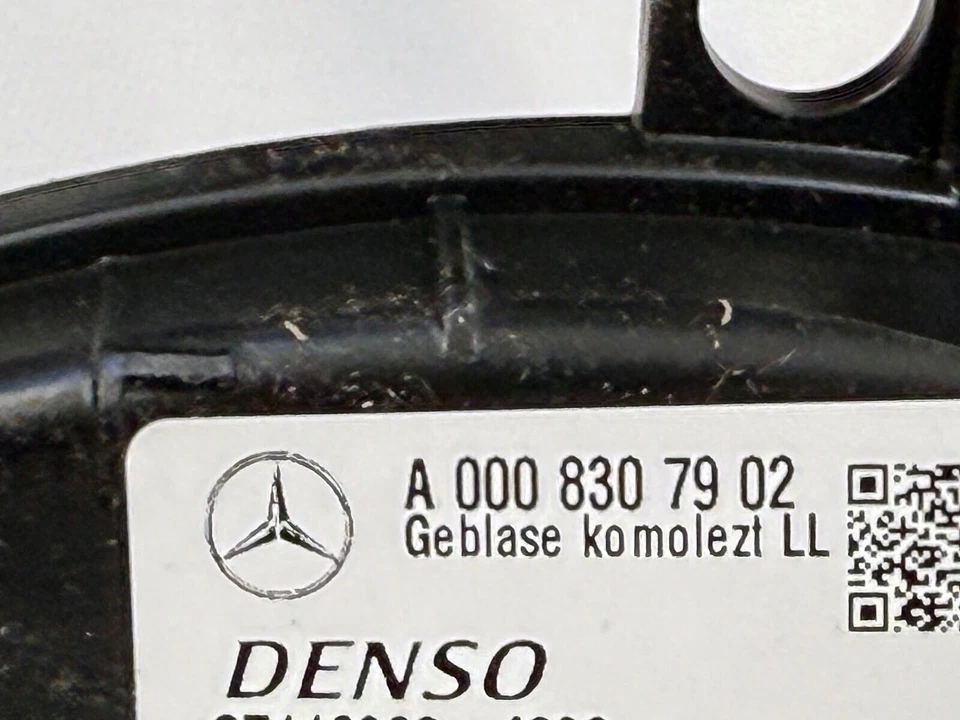 A 000 830 79 02
Geblase komolezt LL
DENSO